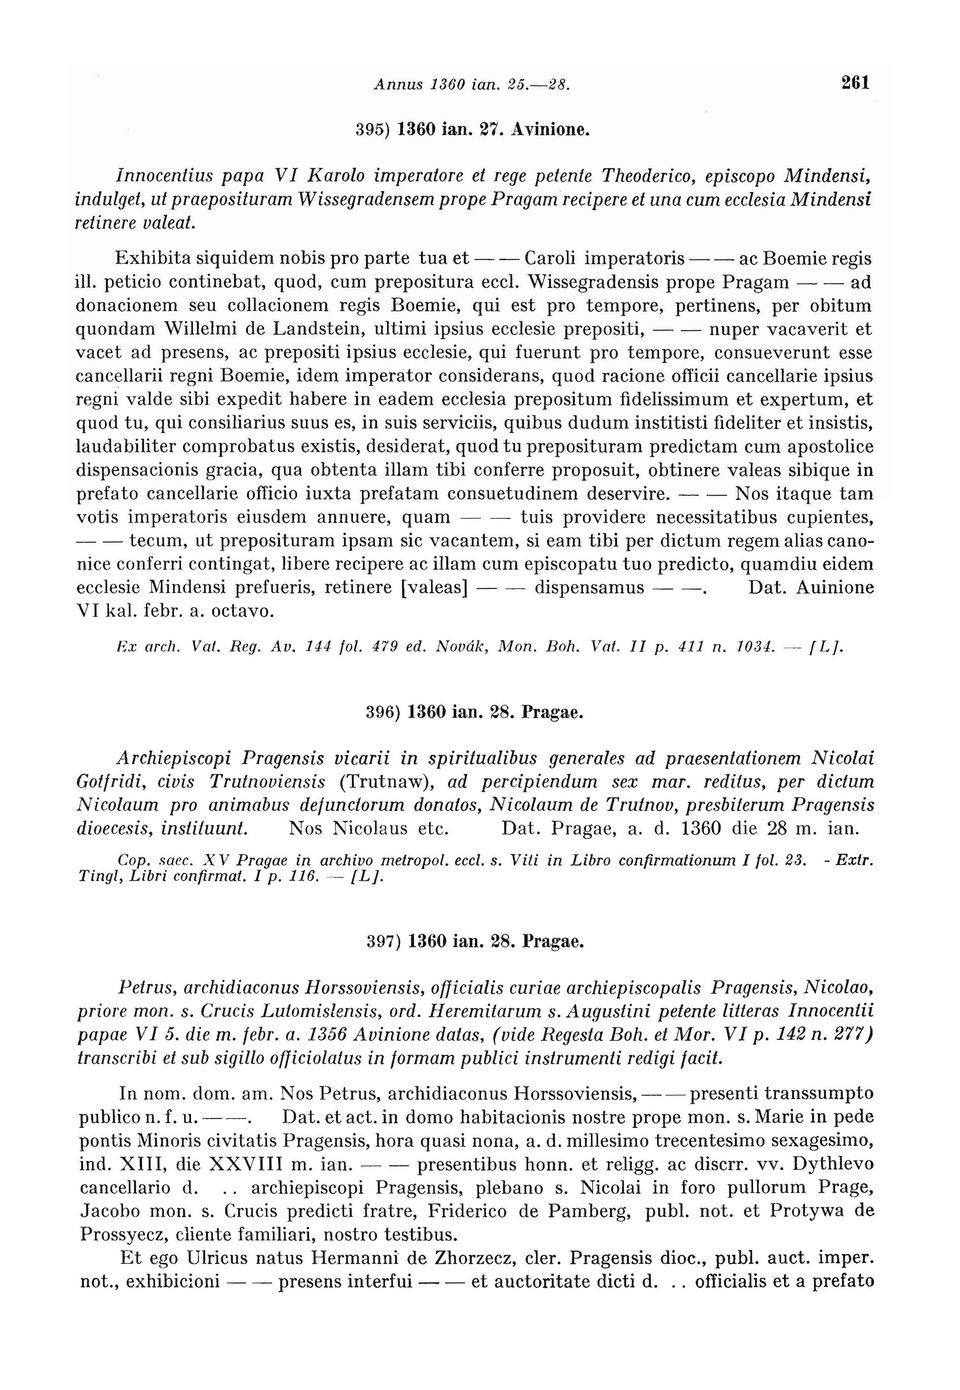 Annus 1360 ian. 25.—28. 261
395) 1360 ian. 27. Avinione.
Innocentius papa VI Karolo imperatore et rege petente Theoderico, episcopo Mindensi,
indulget, ut praeposituram Wissegradensem prope Pragam recipere et una cum ecclesia Mindensi
retinere valeat.
Exhibita siquidem nobis pro parte tua et — — Caroli imperatoris — — ac Boemie regis
ill. peticio continebat, quod, cum prepositura eccl. Wissegradensis prope Pragam — — ad
donacionem seu collacionem regis Boemie, qui est pro tempore, pertinens, per obitum
quondam Willelmi de Landstein, ultimi ipsius ecclesie prepositi, — — nuper vacaverit et
vacet ad presens, ac prepositi ipsius ecclesie, qui fuerunt pro tempore, consueverunt esse
cancellarii regni Boemie, idem imperator considerans, quod racione officii cancellarie ipsius
regni valde sibi expedit habere in eadem ecclesia prepositum fidelissimum et expertum, et
quod tu, qui consiliarius suus es, in suis serviciis, quibus dudum institisti fideliter et insistis,
laudabiliter comprobatus existis, desiderat, quod tu preposituram predictam cum apostolice
dispensacionis gracia, qua obtenta illam tibi conferre proposuit, obtinere valeas sibique in
prefato cancellarie officio iuxta prefatam consuetudinem deservire. — — Nos itaque tam
votis imperatoris eiusdem annuere, quam — — tuis providere necessitatibus cupientes,
— — tecum, ut preposituram ipsam sic vacantem, si eam tibi per dictum regem alias cano-
nice conferri contingat, libere recipere ac illam cum episcopatu tuo predicto, quamdiu eidem
ecclesie Mindensi prefueris, retinere [valeas] — — dispensamus — —. Dat. Auinione
VI kal. febr. a. octavo.
Ex arch. Vat. Reg. Av. 144 fol. 479 ed. Novák, Mon. Boh. Vat. II p. 411 n. 1034. — [L].
396) 1360 ian. 28. Pragae.
Archiepiscopi Pragensis vicarii in spiritualibus generales ad praesentationem Nicolai
Gotfridi, civis Trutnoviensis (Trutnaw), ad percipiendum sex mar. reditus, per dictum
Nicolaum pro animabus defunctorum donatos, Nicolaum de Trutnov, presbiterum Pragensis
dioecesis, instituunt. Nos Nicolaus etc. Dat. Pragae, a. d. 1360 die 28 m. ian.
Cop. saec. XV Pragae in archivo metropol. eccl. s. Viti in Libro confirmationum I fol. 23. - Extr.
Tingl, Libri confirmat. I p. 116. — [L].
397) 1360 ian. 28. Pragae.
Petrus, archidiaconus Horssoviensis, officialis curiae archiepiscopalis Pragensis, Nicolao,
priore mon. s. Crucis Lutomislensis, ord. Heremitarum s. Augustini petente litteras Innocentii
papae VI 5. die m. febr. a. 1356 Avinione datas, (vide Regesta Boh. et Mor. VI p. 142 n. 277)
transcribi et sub sigillo officiolatus in formam publici instrumenti redigi facit.
In nom. dom. am. Nos Petrus, archidiaconus Horssoviensis, — — presenti transsumpto
publico n. f. u. — —. Dat. et act. in domo habitacionis nostre prope mon. s. Marie in pede
pontis Minoris civitatis Pragensis, hora quasi nona, a. d. millesimo trecentesimo sexagesimo,
ind. XIII, die XXVIII m. ian. — — presentibus honn. et religg. ac discrr. vv. Dythlevo
cancellario d. . . archiepiscopi Pragensis, plebano s. Nicolai in foro pullorum Prage,
Jacobo mon. s. Crucis predicti fratre, Friderico de Pamberg, publ. not. et Protywa de
Prossyecz, cliente familiari, nostro testibus.
Et ego Ulricus natus Hermanni de Zhorzecz, cler. Pragensis dioc., publ. auct. imper.
not., exhibicioni — — presens interfui — — et auctoritate dicti d. . . officialis et a prefato